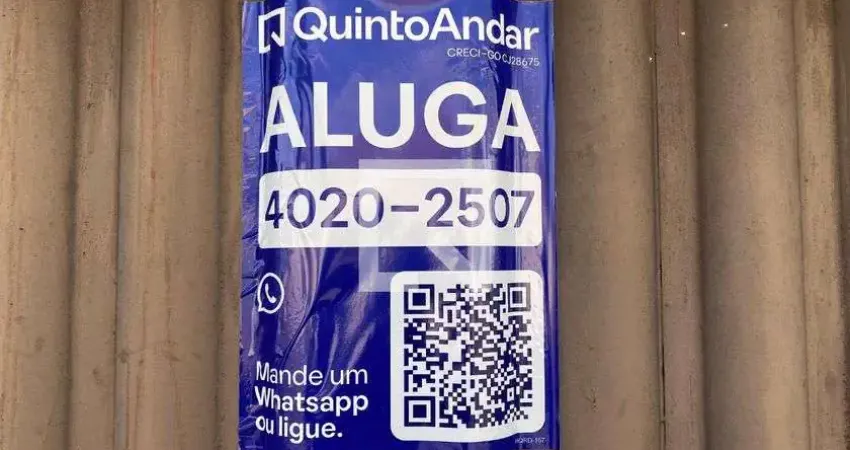 QuintoAndar
CRECI-GO CJ28675
ALUGA
4020-2507
Mande um
Whatsapp
ou ligue.